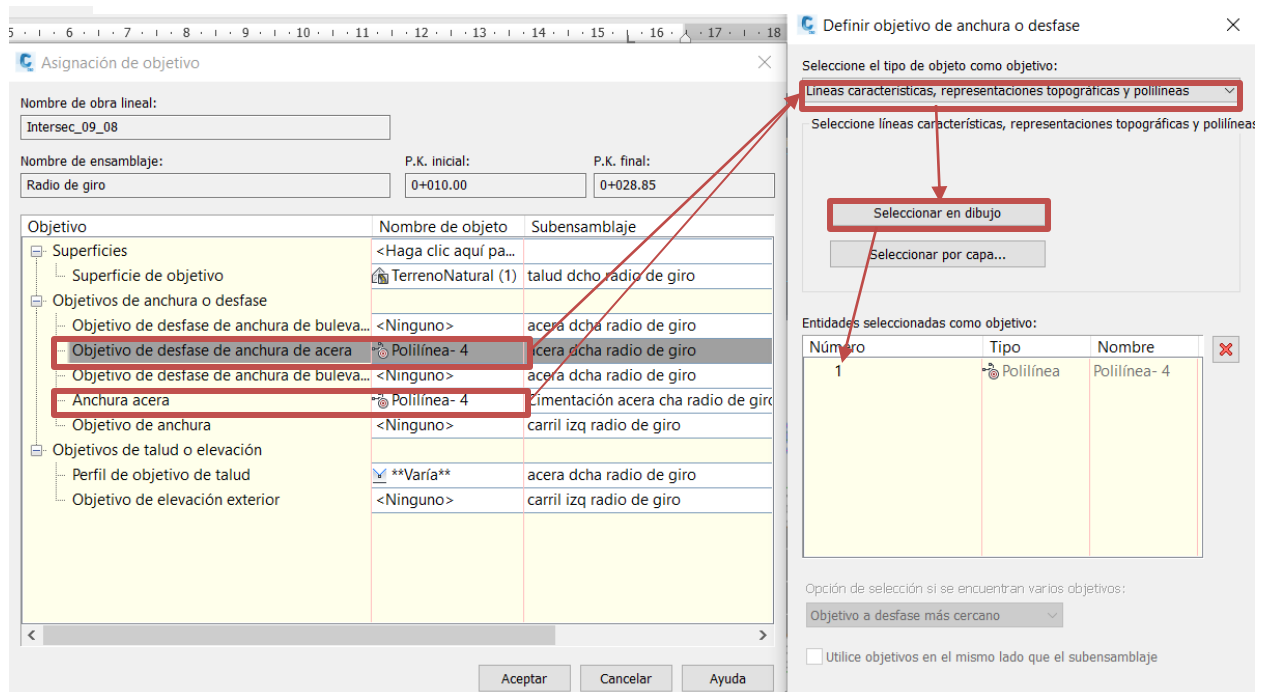 5 · 6 · 7 · 8 · 9 · 10 · 11 · 12 · 13 · 14 · 15 · 16 · 17 · 18
Asignación de objetivo
Nombre de obra lineal:
Intersec_09_08
Nombre de ensamblaje:
P.K. inicial:
P.K. final:
Radio de giro
0+010.00
0+028.85
Objetivo
Nombre de objeto
Subensamblaje
Superficies
<Haga clic aquí pa...
Superficie de objetivo
TerrenoNatural (1)
talud dcho radio de giro
Objetivos de anchura o desfase
Objetivo de desfase de anchura de buleva...
<Ninguno>
acera dcha radio de giro
Objetivo de desfase de anchura de acera
Polilínea- 4
acera dcha radio de giro
Objetivo de desfase de anchura de buleva...
<Ninguno>
acera dcha radio de giro
Anchura acera
Polilínea- 4
Cimentación acera cha radio de giro
Objetivo de anchura
<Ninguno>
carril izq radio de giro
Objetivos de talud o elevación
Perfil de objetivo de talud
**Varía**
acera dcha radio de giro
Objetivo de elevación exterior
<Ninguno>
carril izq radio de giro
Aceptar
Cancelar
Ayuda
Definir objetivo de anchura o desfase
Seleccione el tipo de objeto como objetivo:
Líneas características, representaciones topográficas y polilíneas
Seleccione líneas características, representaciones topográficas y polilíneas
Seleccionar en dibujo
Seleccionar por capa...
Entidades seleccionadas como objetivo:
Número
Tipo
Nombre
1
Polilínea
Polilínea- 4
Opción de selección si se encuentran varios objetivos:
Objetivo a desfase más cercano
Utilice objetivos en el mismo lado que el subensamblaje